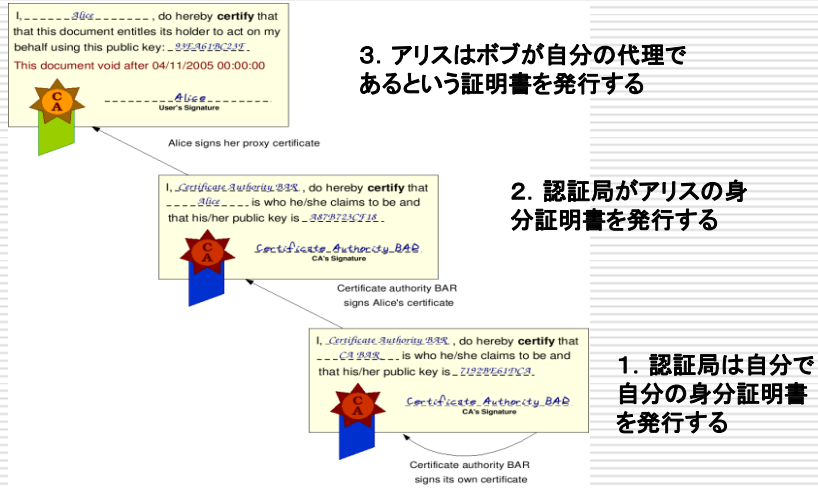 I, Alice, do hereby certify that
that this document entitles its holder to act on my
behalf using this public key: 93EA61BC23F
This document void after 04/11/2005 00:00:00
C
A
Alice
User's Signature
3．アリスはボブが自分の代理で
あるという証明書を発行する
Alice signs her proxy certificate
I, Certificate Authority BAR, do hereby certify that
Alice is who he/she claims to be and
that his/her public key is A87B723CF18
C
A
Certificate Authority BAR
CA's Signature
2．認証局がアリスの身
分証明書を発行する
Certificate authority BAR
signs Alice's certificate
I, Certificate Authority BAR, do hereby certify that
CA BAR is who he/she claims to be and
that his/her public key is 7192BE61DCA
C
A
Certificate Authority BAR
CA's Signature
1．認証局は自分で
自分の身分証明書
を発行する
Certificate authority BAR
signs its own certificate